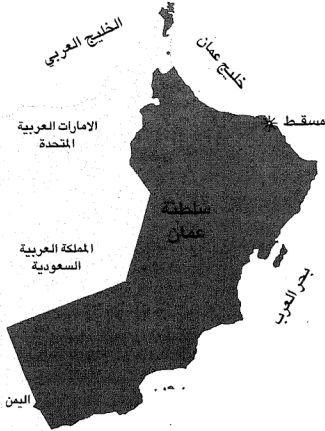 الخليج العربي
خليج عمان
مسقط
الامارات العربية
المتحدة
سلطنة
عمان
المملكة العربية
السعودية
بحر العرب
اليمن